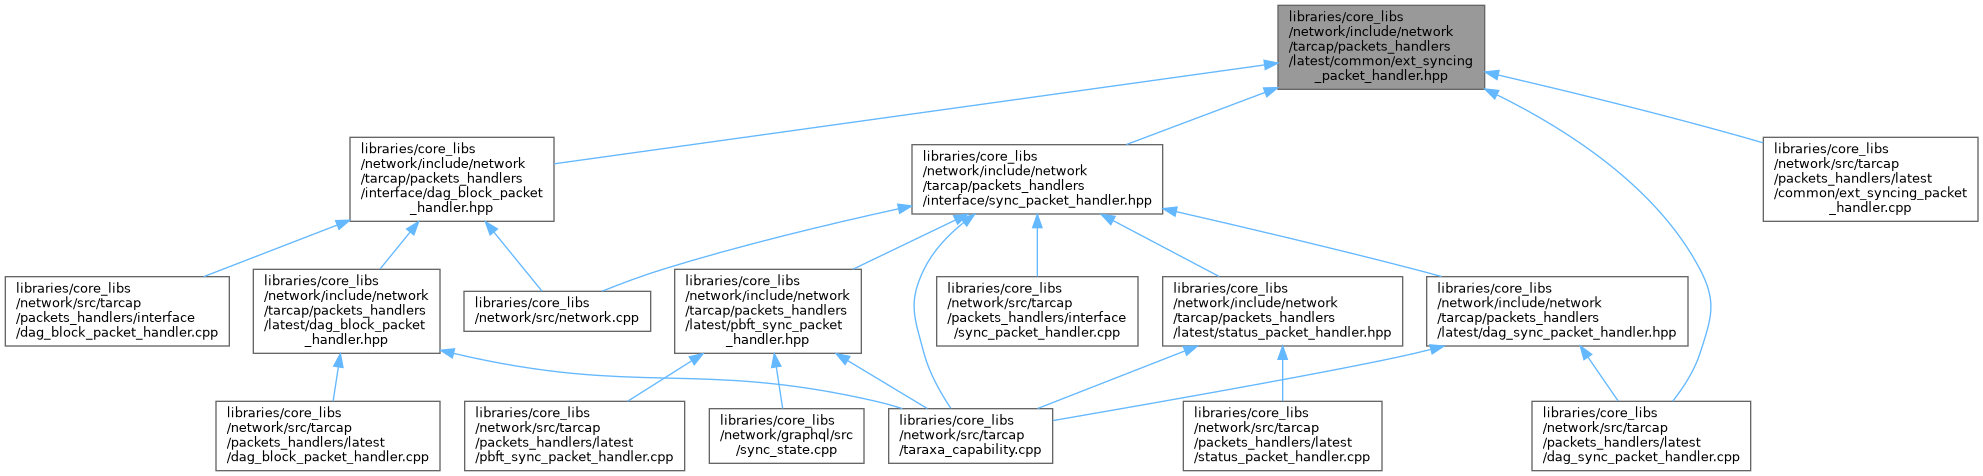 libraries/core_libs
/network/include/network
/tarcap/packets_handlers
/latest/common/ext_syncing
_packet_handler.hpp
libraries/core_libs
/network/include/network
/tarcap/packets_handlers
/interface/dag_block_packet
_handler.hpp
libraries/core_libs
/network/include/network
/tarcap/packets_handlers
/interface/sync_packet_handler.hpp
libraries/core_libs
/network/src/tarcap
/packets_handlers/latest
/common/ext_syncing_packet
_handler.cpp
libraries/core_libs
/network/src/tarcap
/packets_handlers/interface
/dag_block_packet_handler.cpp
libraries/core_libs
/network/include/network
/tarcap/packets_handlers
/latest/dag_block_packet
_handler.hpp
libraries/core_libs
/network/src/network.cpp
libraries/core_libs
/network/include/network
/tarcap/packets_handlers
/latest/pbft_sync_packet
_handler.hpp
libraries/core_libs
/network/src/tarcap
/packets_handlers/interface
/sync_packet_handler.cpp
libraries/core_libs
/network/include/network
/tarcap/packets_handlers
/latest/status_packet_handler.hpp
libraries/core_libs
/network/include/network
/tarcap/packets_handlers
/latest/dag_sync_packet_handler.hpp
libraries/core_libs
/network/src/tarcap
/packets_handlers/latest
/dag_block_packet_handler.cpp
libraries/core_libs
/network/src/tarcap
/packets_handlers/latest
/pbft_sync_packet_handler.cpp
libraries/core_libs
/network/graphql/src
/sync_state.cpp
libraries/core_libs
/network/src/tarcap
/taraxa_capability.cpp
libraries/core_libs
/network/src/tarcap
/packets_handlers/latest
/status_packet_handler.cpp
libraries/core_libs
/network/src/tarcap
/packets_handlers/latest
/dag_sync_packet_handler.cpp